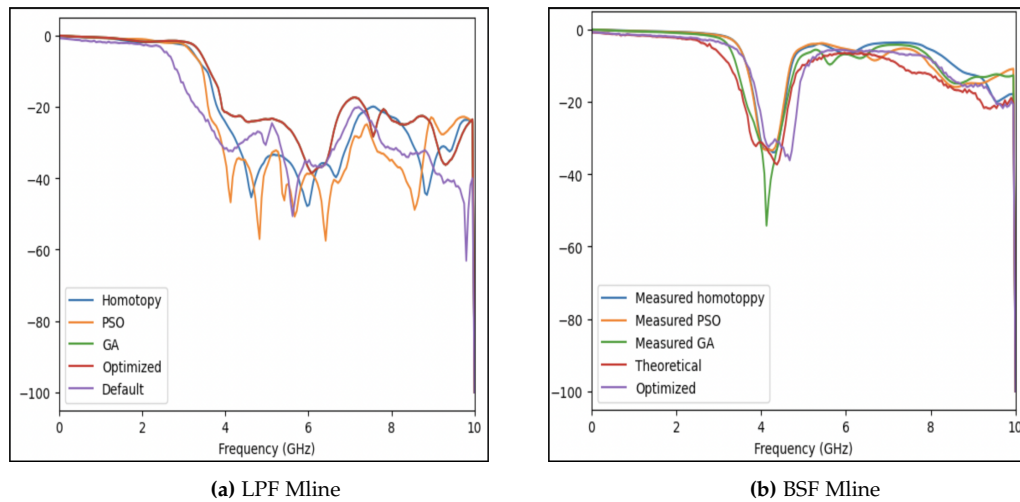 0
−20
−40
−60
−80
−100
Homotopy
PSO
GA
Optimized
Default
0 2 4 6 8 10
Frequency (GHz)
(a) LPF Mline
0
−20
−40
−60
−80
−100
Measured homotoppy
Measured PSO
Measured GA
Theoretical
Optimized
0 2 4 6 8 10
Frequency (GHz)
(b) BSF Mline